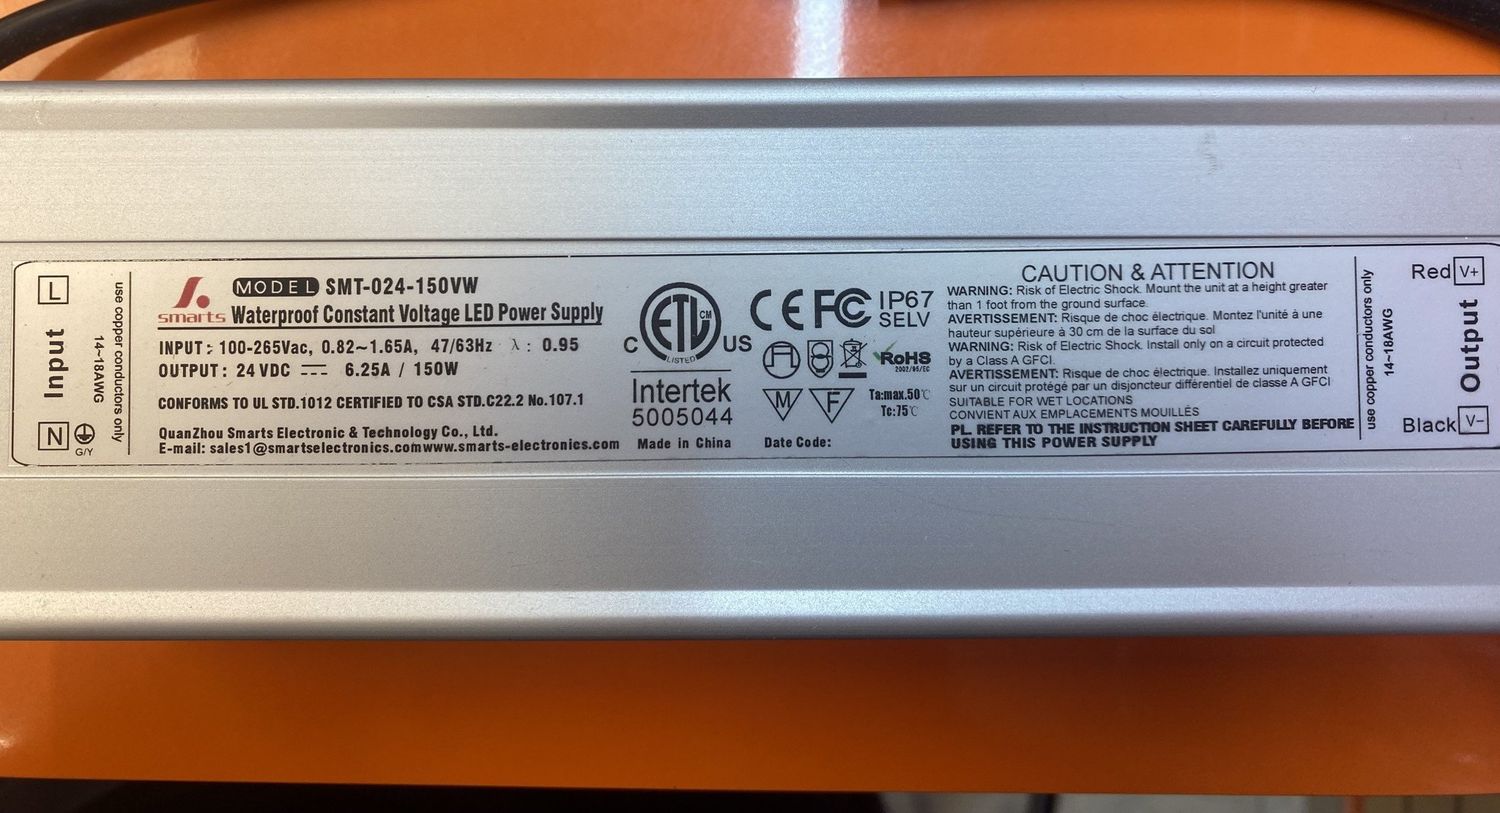 L
Input
N
G/Y
14~18AWG
use copper conductors only
smarts
MODEL SMT-024-150VW
Waterproof Constant Voltage LED Power Supply
INPUT: 100-265Vac, 0.82~1.65A, 47/63Hz λ: 0.95
OUTPUT: 24 VDC 6.25A / 150W
CONFORMS TO UL STD.1012 CERTIFIED TO CSA STD.C22.2 No.107.1
QuanZhou Smarts Electronic & Technology Co., Ltd.
E-mail: sales1@smartselectronics.comwww.smarts-electronics.com
ETL CM
C US
LISTED
Intertek
5005044
Made in China
CE FC IP67
SELV
RoHS
2002/95/EC
M F
Ta:max.50℃
Tc:75℃
Date Code:
CAUTION & ATTENTION
WARNING: Risk of Electric Shock. Mount the unit at a height greater
than 1 foot from the ground surface.
AVERTISSEMENT: Risque de choc électrique. Montez l'unité à une
hauteur supérieure à 30 cm de la surface du sol
WARNING: Risk of Electric Shock. Install only on a circuit protected
by a Class A GFCI.
AVERTISSEMENT: Risque de choc électrique. Installez uniquement
sur un circuit protégé par un disjoncteur différentiel de classe A GFCI
SUITABLE FOR WET LOCATIONS
CONVIENT AUX EMPLACEMENTS MOUILLÉS
PL. REFER TO THE INSTRUCTION SHEET CAREFULLY BEFORE
USING THIS POWER SUPPLY
use copper conductors only
14~18AWG
Red V+
Output
Black V-